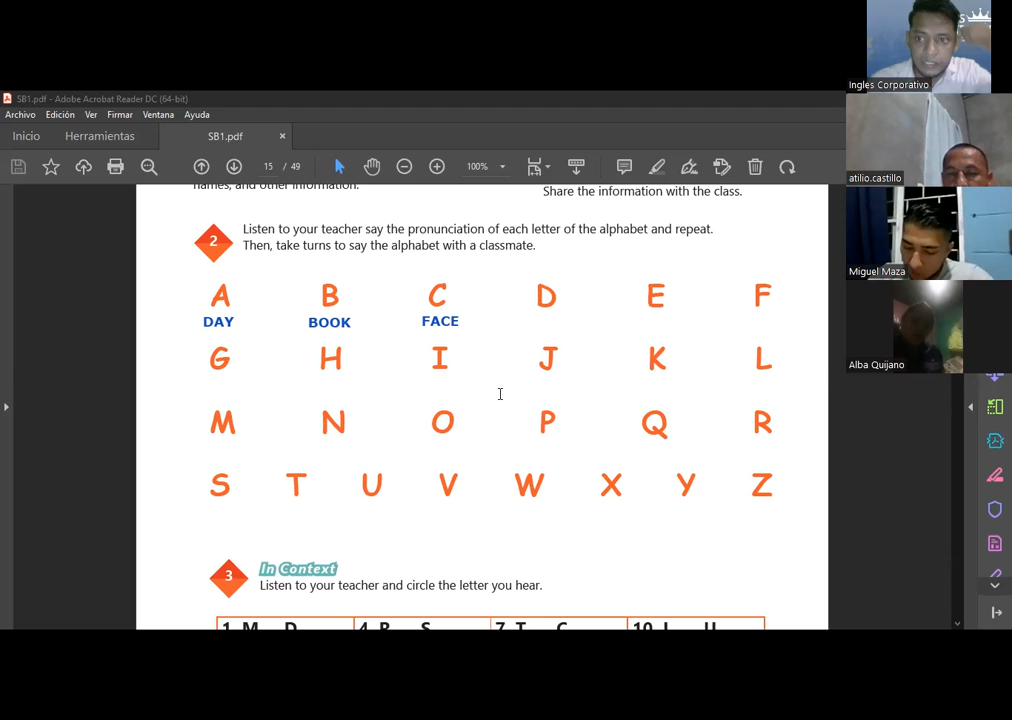 SB1.pdf - Adobe Acrobat Reader DC (64-bit)
Archivo Edición Ver Firmar Ventana Ayuda
Inicio Herramientas SB1.pdf ×
15 / 49 100%
names, and other information.
Share the information with the class.
2
Listen to your teacher say the pronunciation of each letter of the alphabet and repeat.
Then, take turns to say the alphabet with a classmate.
A B C D E F
DAY BOOK FACE
G H I J K L
M N O P Q R
S T U V W X Y Z
3
In Context
Listen to your teacher and circle the letter you hear.
Ingles Corporativo
atilio.castillo
Miguel Maza
Alba Quijano